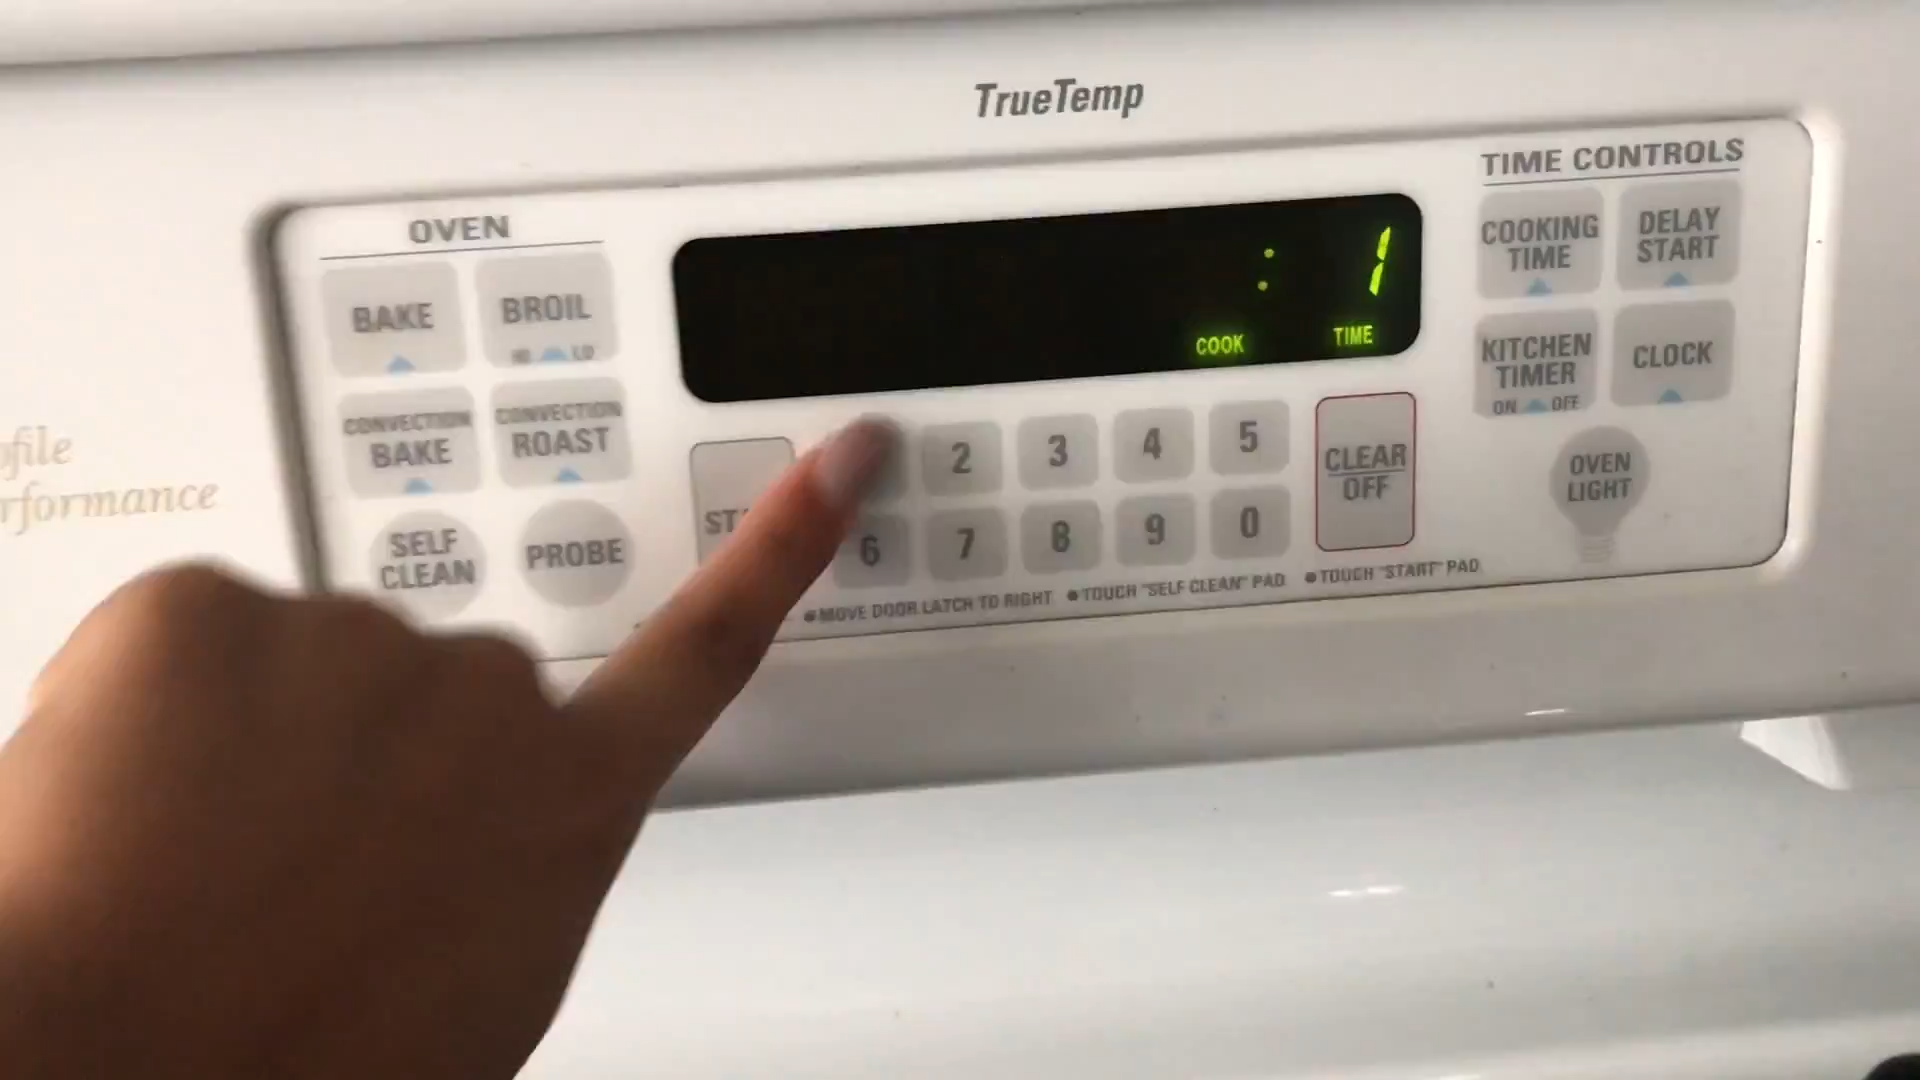 TrueTemp
OVEN
BAKE
BROIL
HI LO
CONVECTION
BAKE
CONVECTION
ROAST
SELF
CLEAN
PROBE
: 1
COOK TIME
2 3 4 5
6 7 8 9 0
CLEAR
OFF
•MOVE DOOR LATCH TO RIGHT •TOUCH "SELF CLEAN" PAD •TOUCH "START" PAD
TIME CONTROLS
COOKING
TIME
DELAY
START
KITCHEN
TIMER
ON OFF
CLOCK
OVEN
LIGHT